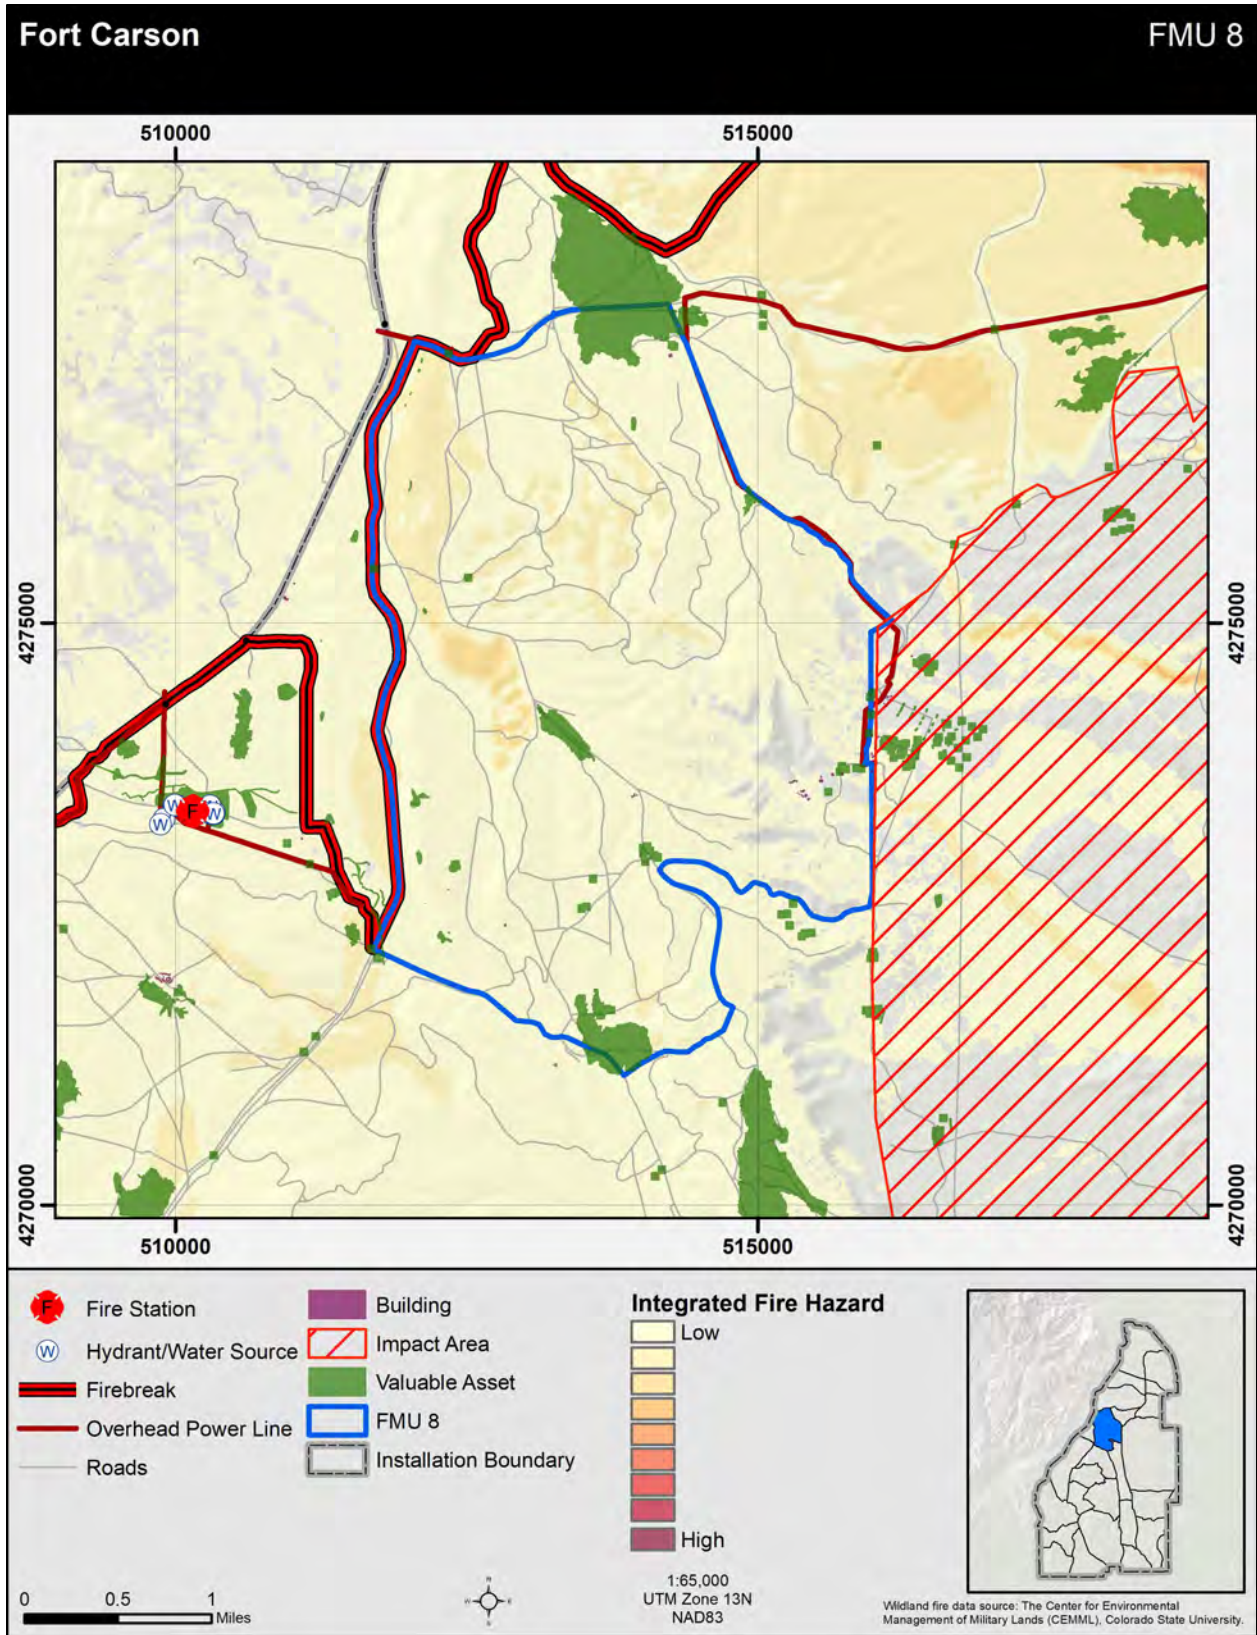 Fort Carson
FMU 8
510000
515000
4275000
4275000
4270000
4270000
W
F
W
W
510000
515000
F
Fire Station
W
Hydrant/Water Source
Firebreak
Overhead Power Line
Roads
Building
Impact Area
Valuable Asset
FMU 8
Installation Boundary
Integrated Fire Hazard
Low
High
0 0.5 1
Miles
N
W E
S
1:65,000
UTM Zone 13N
NAD83
Wildland fire data source: The Center for Environmental
Management of Military Lands (CEMML), Colorado State University.